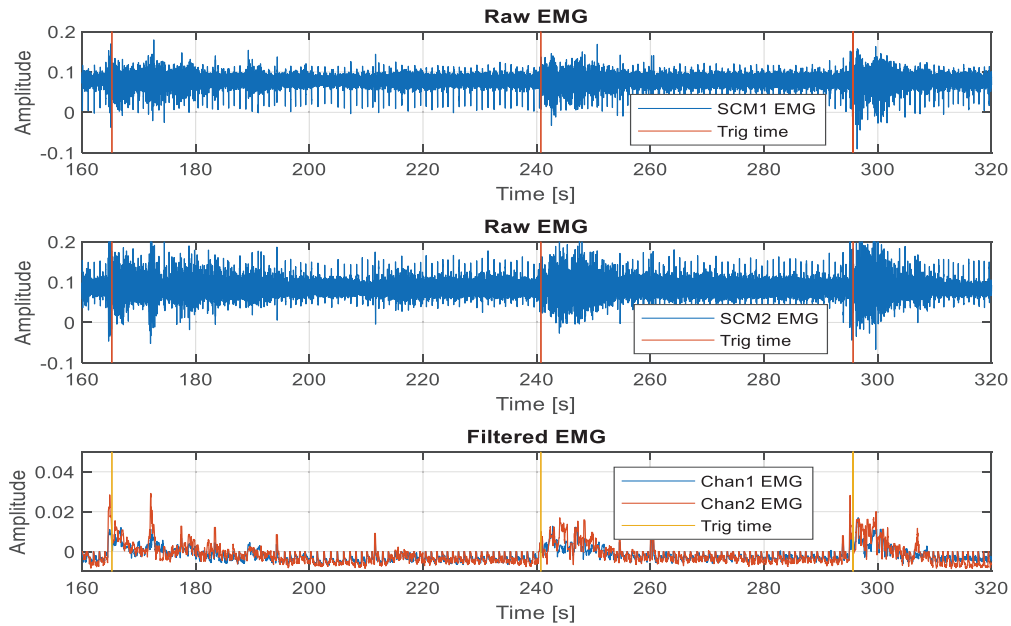 Raw EMG
0.2
0.1
0
-0.1
Amplitude
SCM1 EMG
Trig time
160 180 200 220 240 260 280 300 320
Time [s]
Raw EMG
0.2
0.1
0
-0.1
Amplitude
SCM2 EMG
Trig time
160 180 200 220 240 260 280 300 320
Time [s]
Filtered EMG
0.04
0.02
0
Amplitude
Chan1 EMG
Chan2 EMG
Trig time
160 180 200 220 240 260 280 300 320
Time [s]